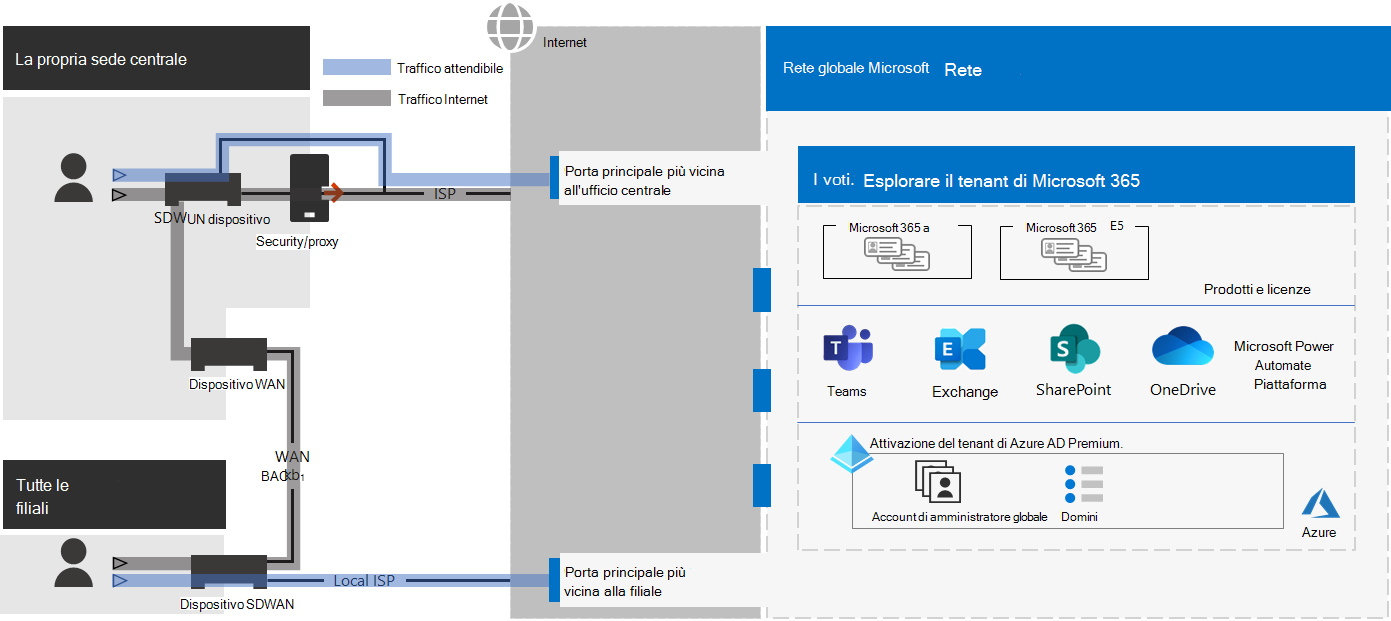 La propria sede centrale
Internet
Traffico attendibile
Traffico Internet
Rete globale Microsoft Rete
Porta principale più vicina
all'ufficio centrale
ISP
SDWUN dispositivo
Security/proxy
Dispositivo WAN
WAN
Tutte le
filiali
Local ISP
Dispositivo SDWAN
Porta principale più
vicina alla filiale
I voti. Esplorare il tenant di Microsoft 365
Microsoft 365 a
Microsoft 365 E5
Prodotti e licenze
Teams
Exchange
SharePoint
OneDrive
Microsoft Power
Automate
Piattaforma
Attivazione del tenant di Azure AD Premium.
Account di amministratore globale
Domini
Azure